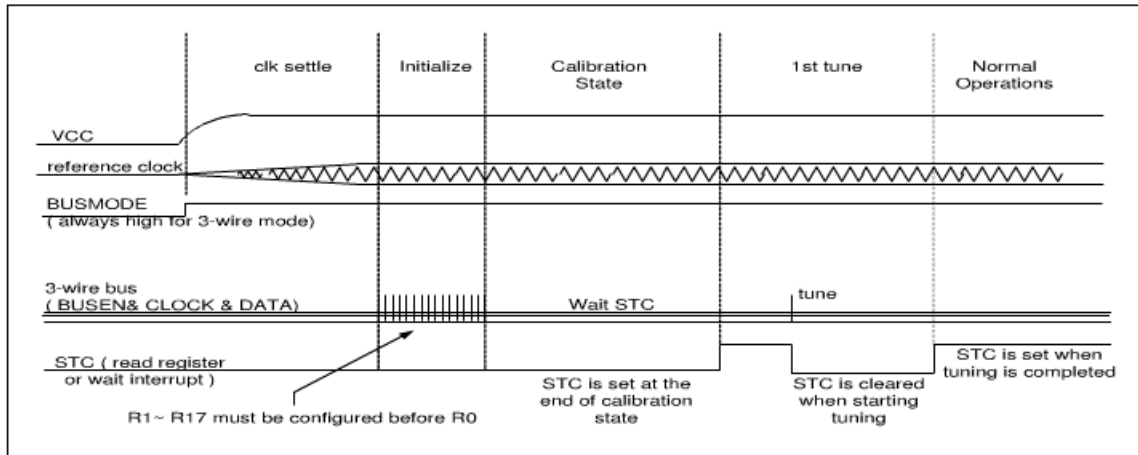 clk settle
Initialize
Calibration
State
1st tune
Normal
Operations
VCC
reference clock
BUSMODE
( always high for 3-wire mode)
3-wire bus
( BUSEN& CLOCK & DATA)
Wait STC
tune
STC ( read register
or wait interrupt )
STC is set at the
end of calibration
state
STC is cleared
when starting
tuning
STC is set when
tuning is completed
R1~ R17 must be configured before R0